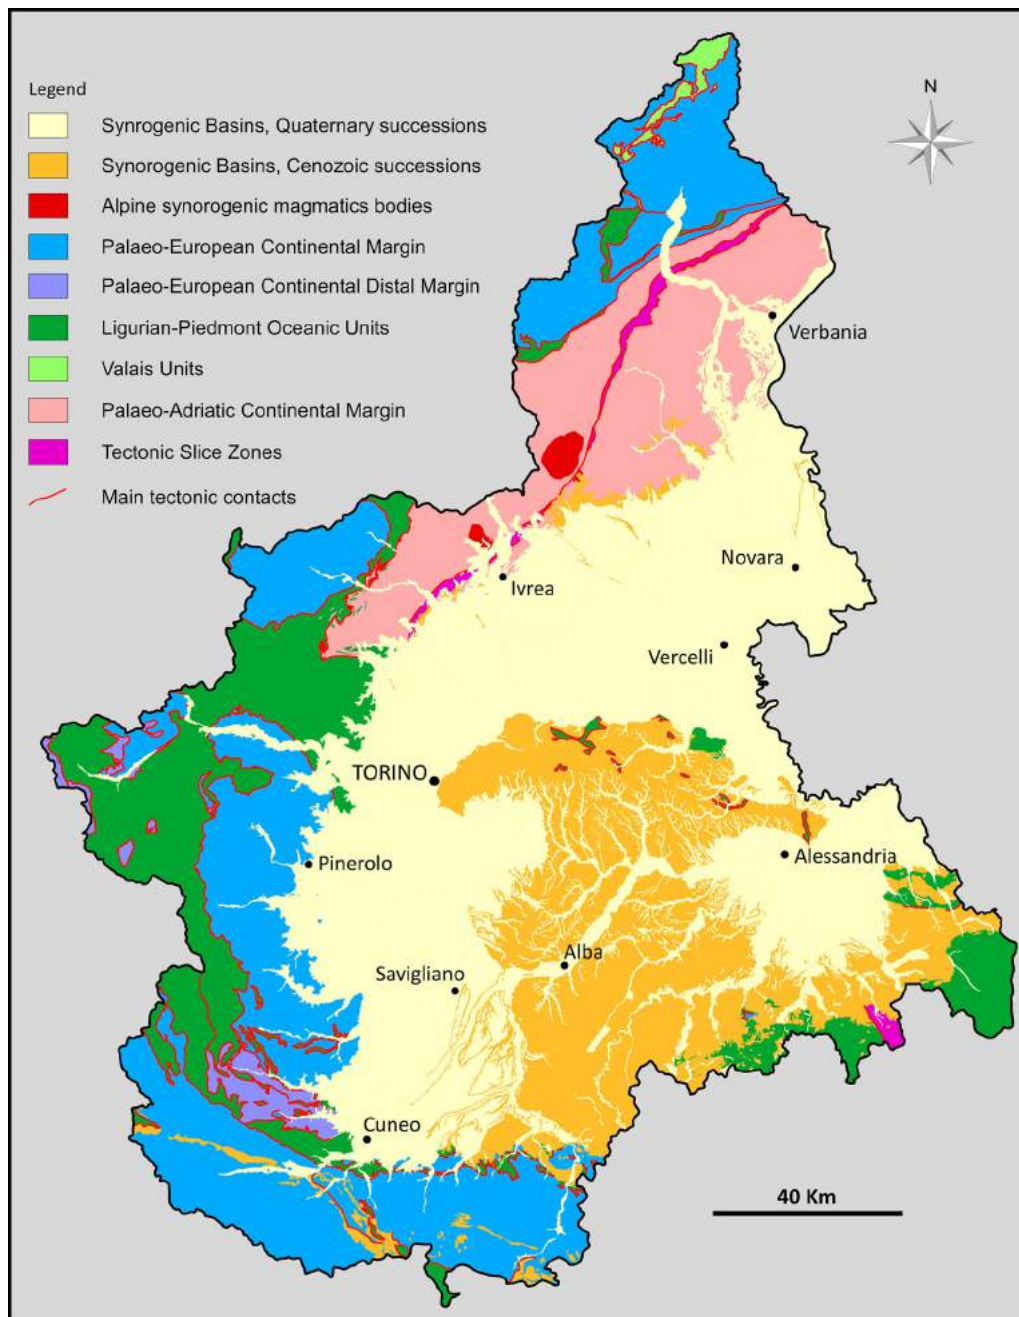 Legend
N
Synrogenic Basins, Quaternary successions
Synorogenic Basins, Cenozoic successions
Alpine synorogenic magmatics bodies
Palaeo-European Continental Margin
Palaeo-European Continental Distal Margin
Ligurian-Piedmont Oceanic Units
Valais Units
Palaeo-Adriatic Continental Margin
Tectonic Slice Zones
Main tectonic contacts
Verbania
Novara
Ivrea
Vercelli
TORINO
Alessandria
Pinerolo
Alba
Savigliano
Cuneo
40 Km